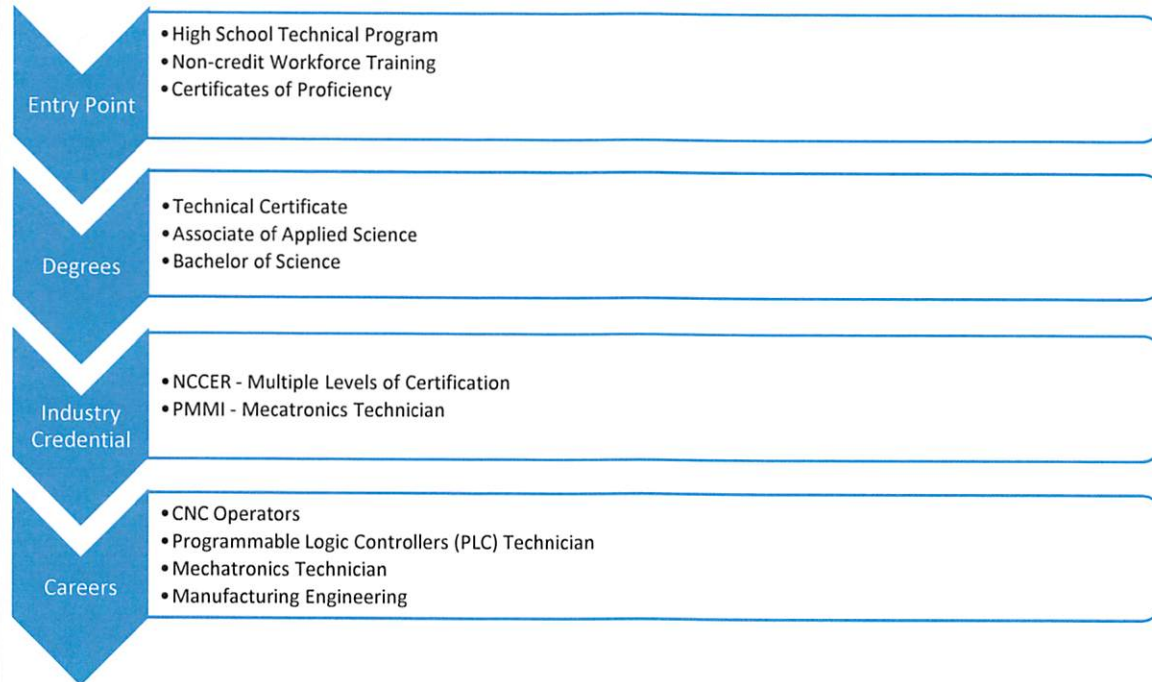 Entry Point
• High School Technical Program
• Non-credit Workforce Training
• Certificates of Proficiency
Degrees
• Technical Certificate
• Associate of Applied Science
• Bachelor of Science
Industry
Credential
• NCCER - Multiple Levels of Certification
• PMMI - Mecatronics Technician
Careers
• CNC Operators
• Programmable Logic Controllers (PLC) Technician
• Mechatronics Technician
• Manufacturing Engineering